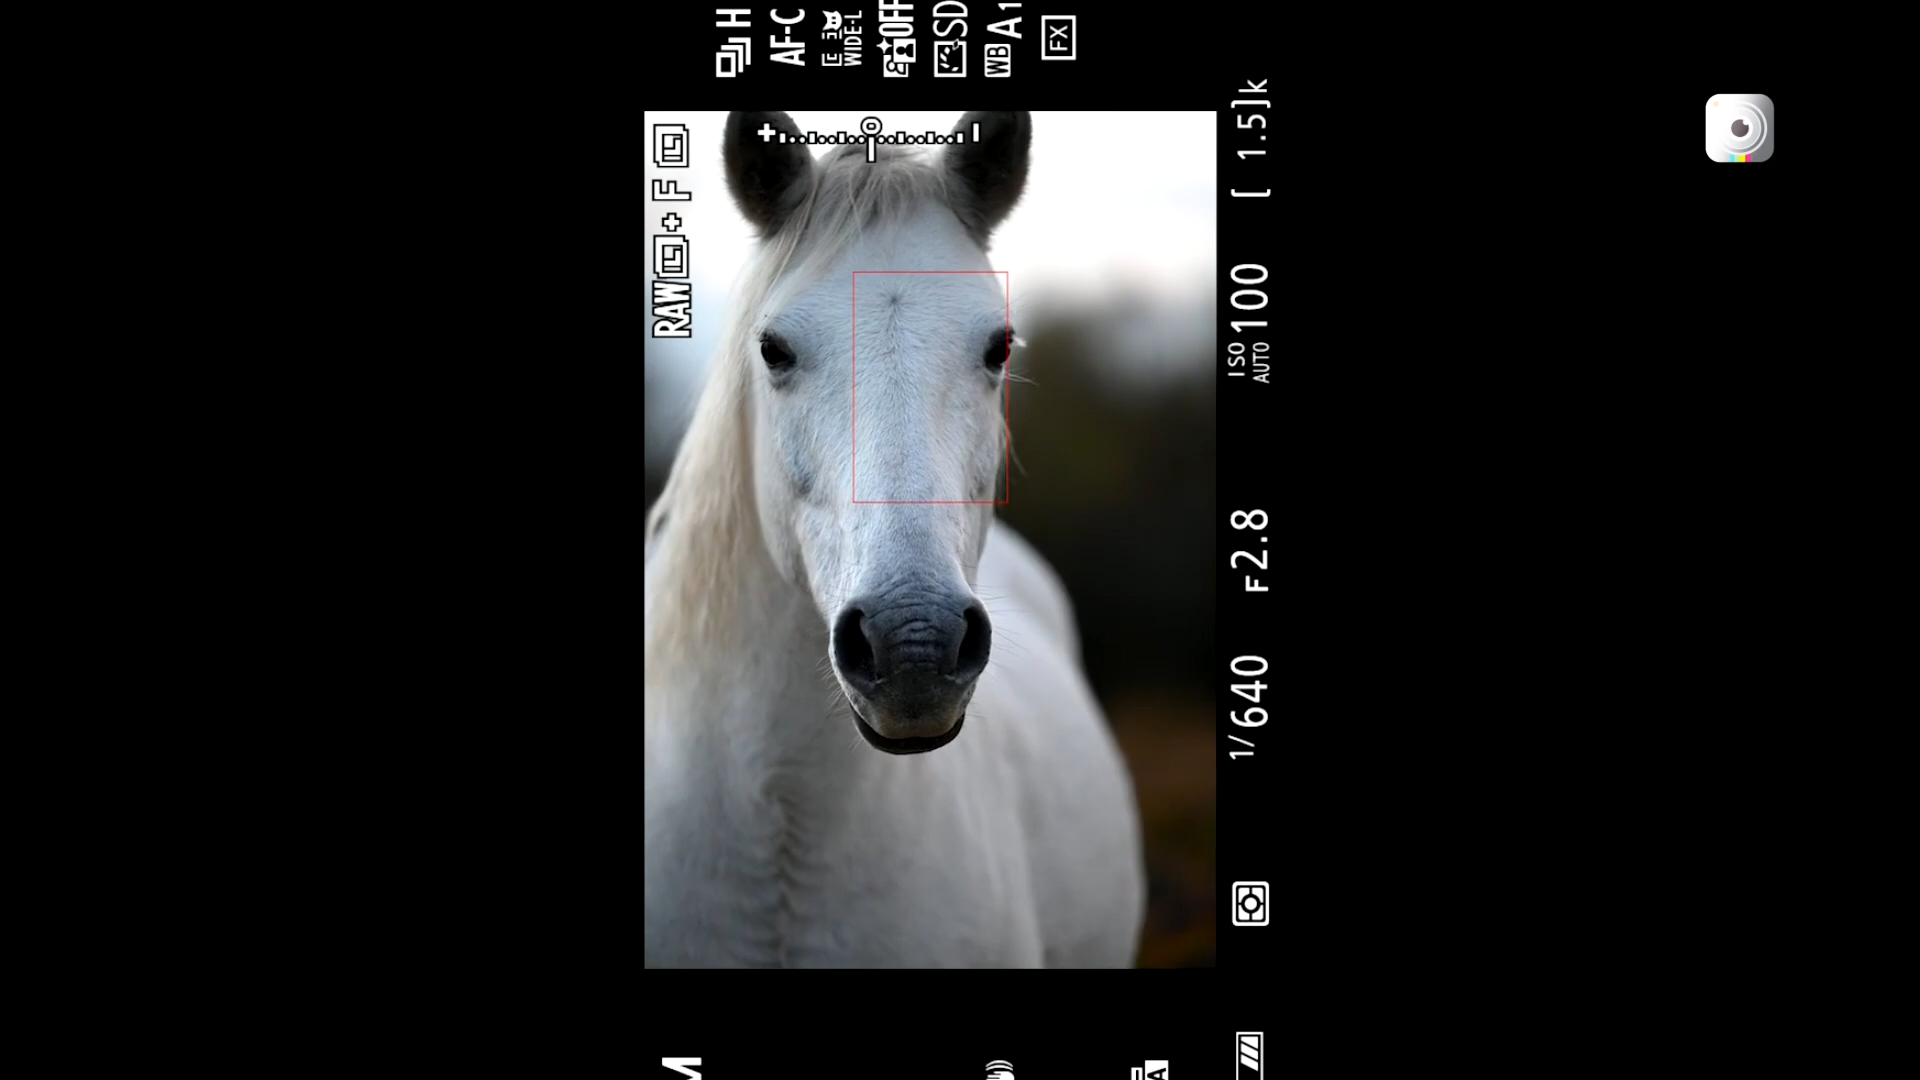 H
AF-C
WIDE-L
OFF
SD
WB A1
FX
RAW L + F L
1/640 F2.8 ISO AUTO 100 [ 1.5]k